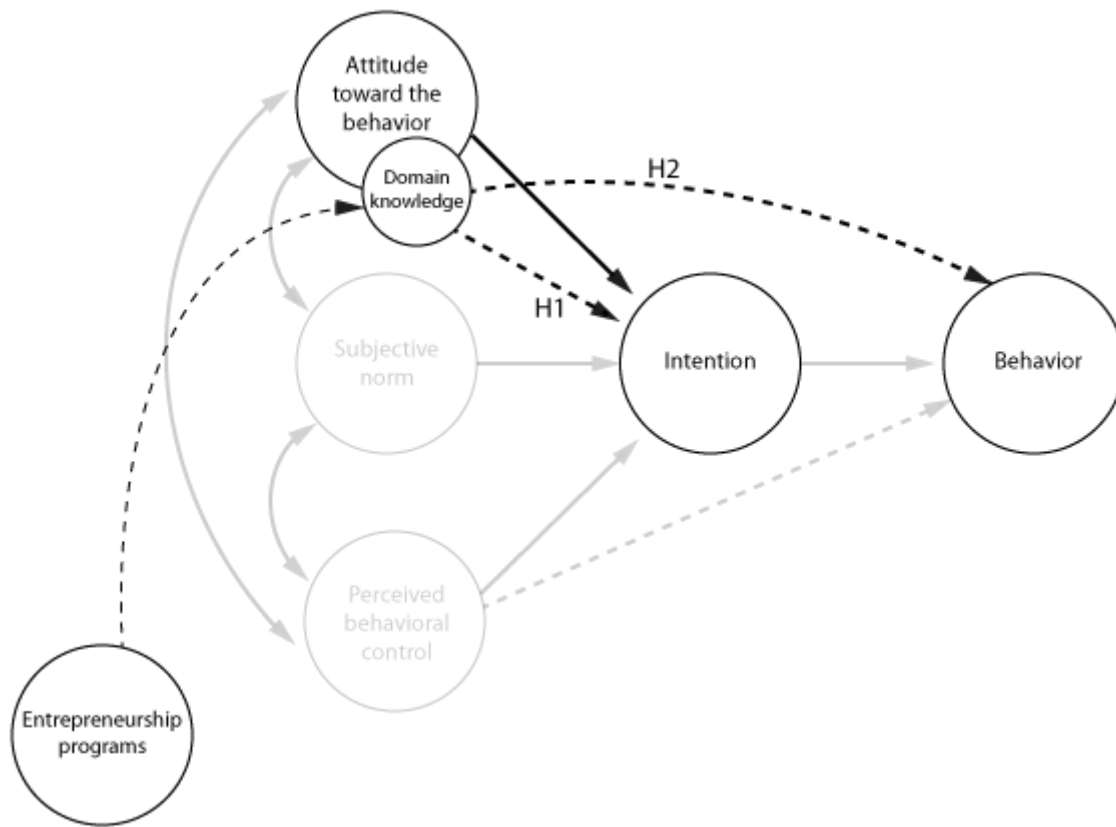 Attitude
toward the
behavior
Domain
knowledge
H2
H1
Subjective
norm
Intention
Behavior
Perceived
behavioral
control
Entrepreneurship
programs